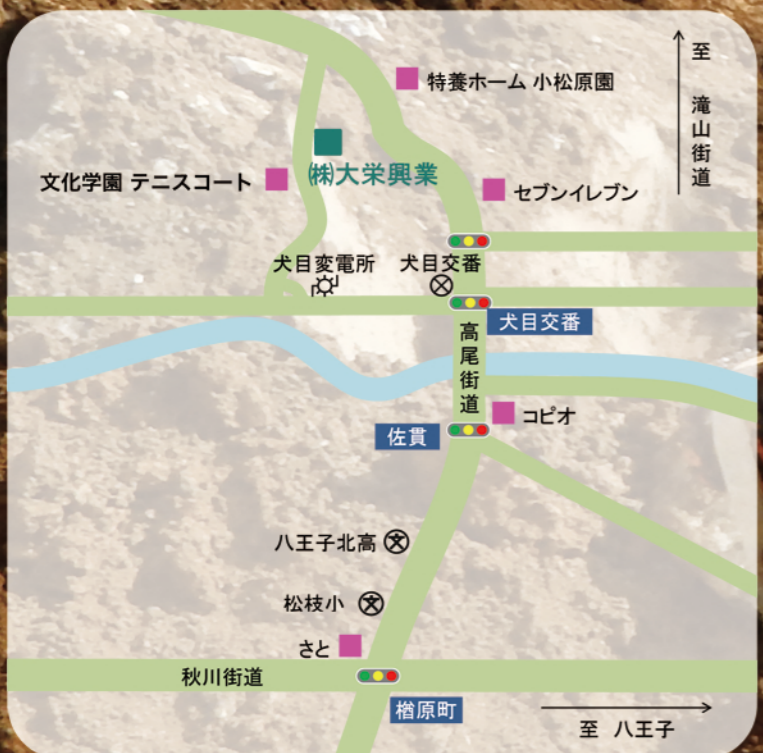 至 滝山街道
特養ホーム 小松原園
㈱大栄興業
文化学園 テニスコート
セブンイレブン
犬目変電所
犬目交番
犬目交番
高尾街道
コピオ
佐貫
八王子北高
松枝小
さと
秋川街道
楢原町
至 八王子